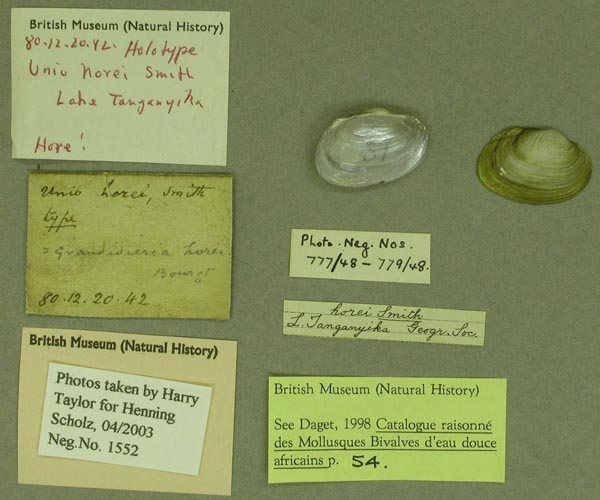 British Museum (Natural History)
80.12.20.42. Holotype
Unio horei Smith
Lake Tanganyika
Hore!
Unio horei, Smith
type
= Grandidieria horei
Bourgt
80.12.20.42
British Museum (Natural History)
Photos taken by Harry
Taylor for Henning
Scholz, 04/2003
Neg.No. 1552
Photo. Neg. Nos.
777/48 – 779/48.
horei Smith
L. Tanganyika Geogr. Soc.
British Museum (Natural History)
See Daget, 1998 Catalogue raisonné
des Mollusques Bivalves d'eau douce
africains p. 54.